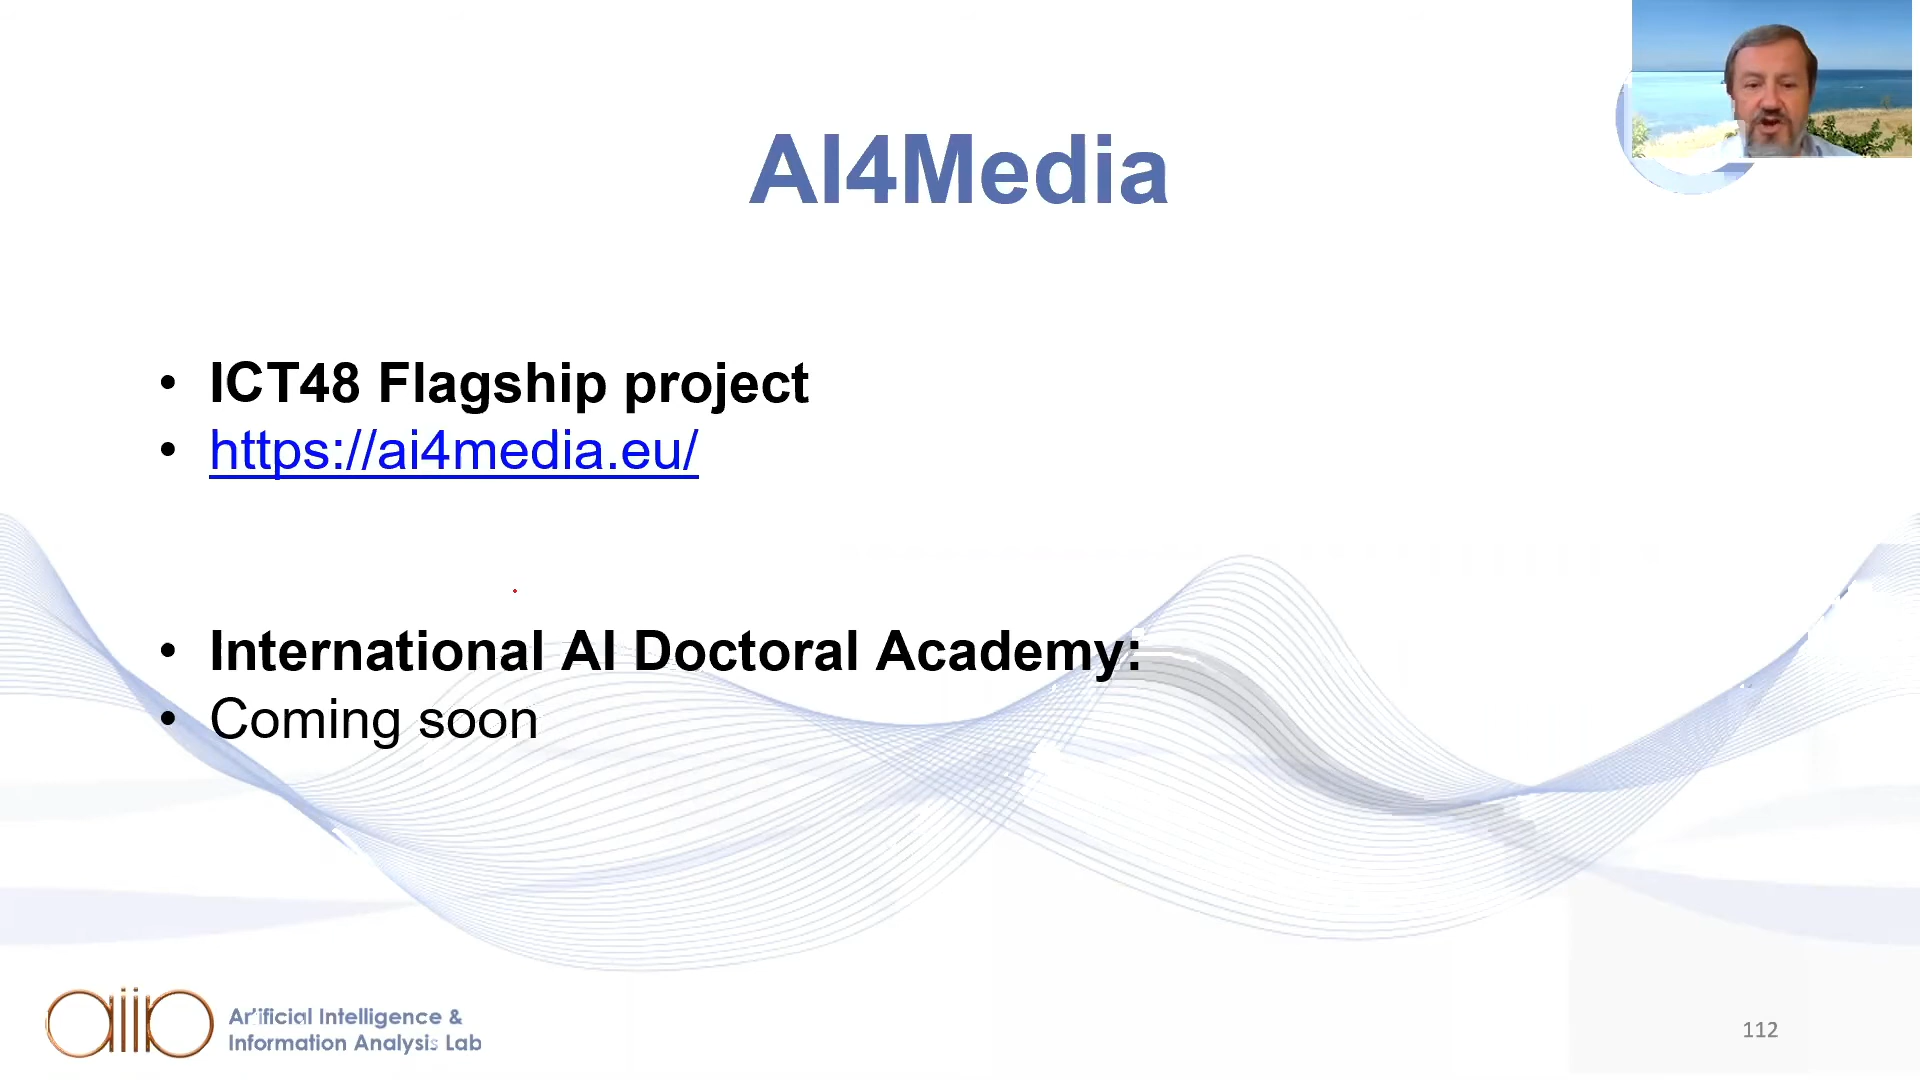 AI4Media
• ICT48 Flagship project
• https://ai4media.eu/
• International AI Doctoral Academy:
• Coming soon
Artificial Intelligence &
Information Analysis Lab
112